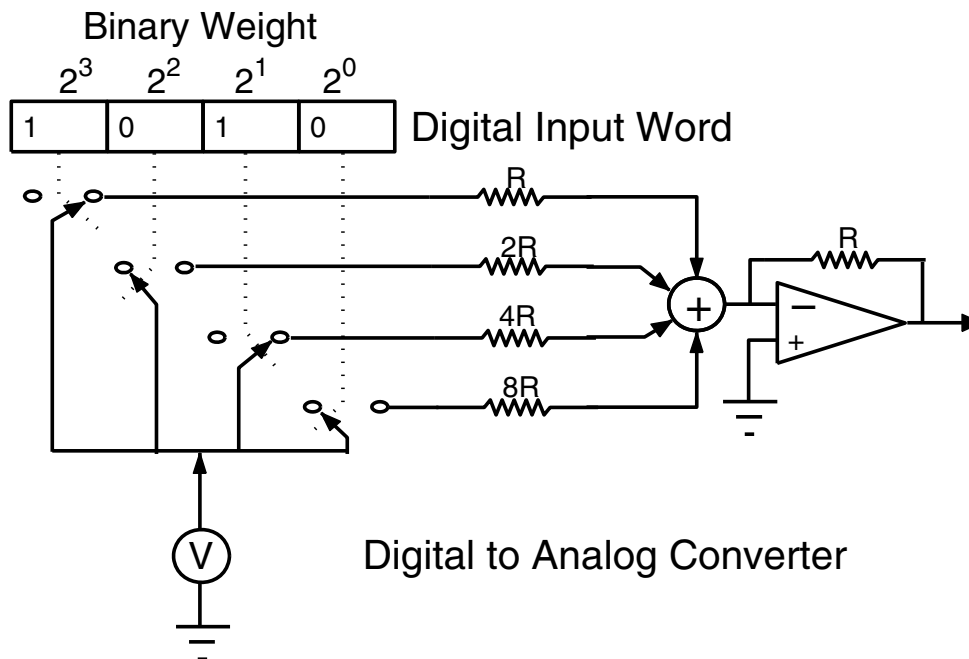 Binary Weight
2^3 2^2 2^1 2^0
1 0 1 0
Digital Input Word
R
2R
R
4R
8R
+
−
+
V
Digital to Analog Converter